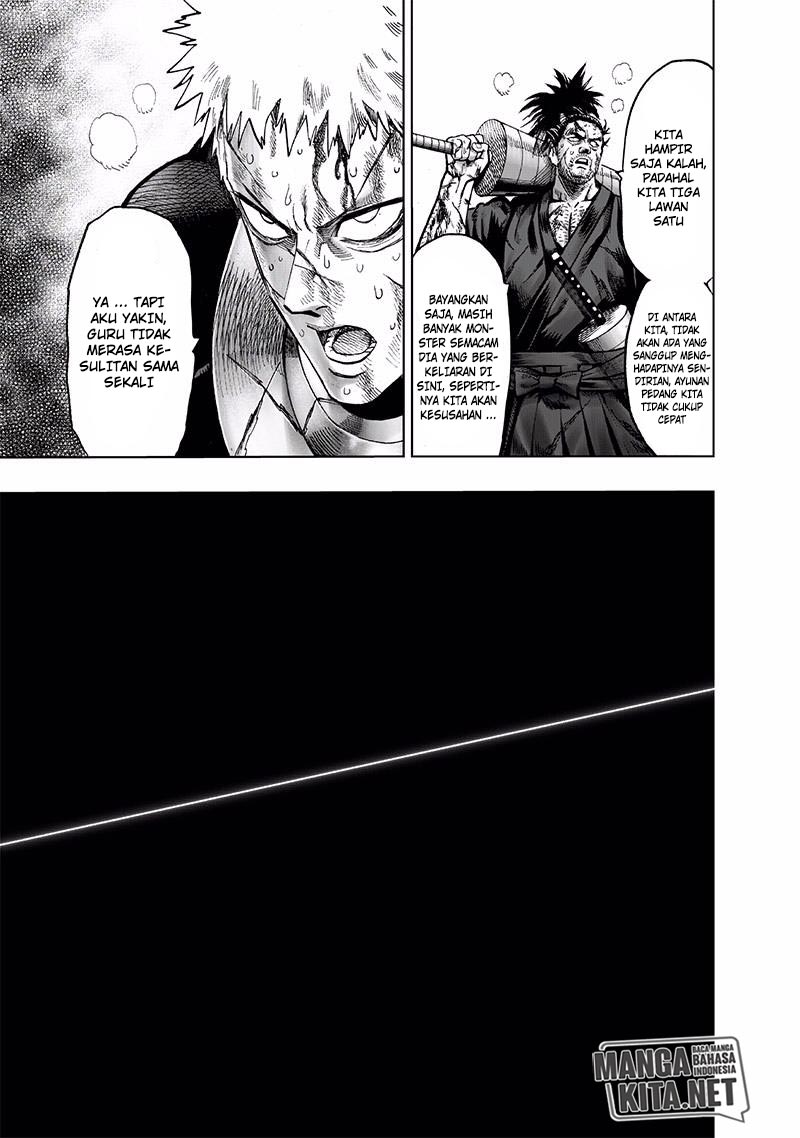 KITA
HAMPIR
SAJA KALAH,
PADAHAL
KITA TIGA
LAWAN
SATU
DI ANTARA
KITA, TIDAK
AKAN ADA YANG
SANGGUP MENG-
HADAPINYA SEN-
DIRIAN, AYUNAN
PEDANG KITA
TIDAK CUKUP
CEPAT
BAYANGKAN
SAJA, MASIH
BANYAK MON-
STER SEMACAM
DIA YANG BER-
KELIARAN DI
SINI, SEPERTI-
NYA KITA AKAN
KESUSAHAN ...
YA ... TAPI
AKU YAKIN,
GURU TIDAK
MERASA KE-
SULITAN SAMA
SEKALI
MANGA
BACA MANGA
BAHASA
INDONESIA
KITA.NET